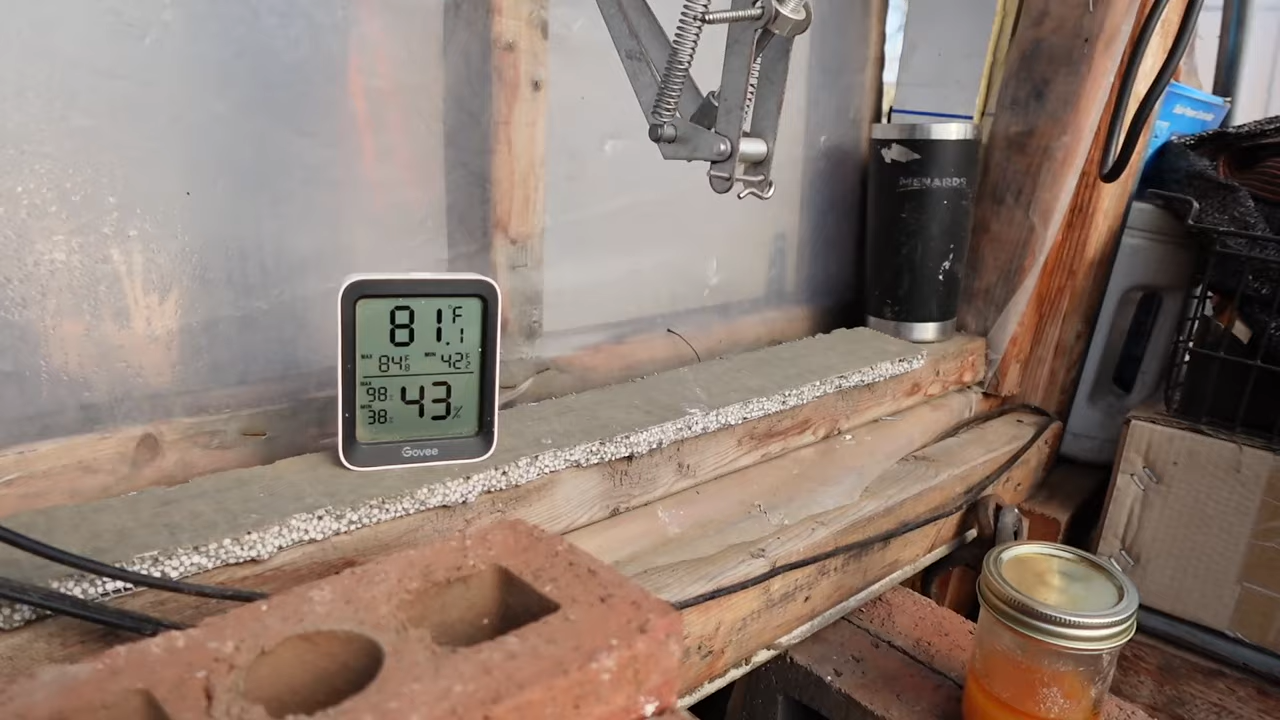 81.1°F
MAX 84.8°F MIN 42.2°F
MAX 98%
43%
MIN 38%
Govee
MENARDS